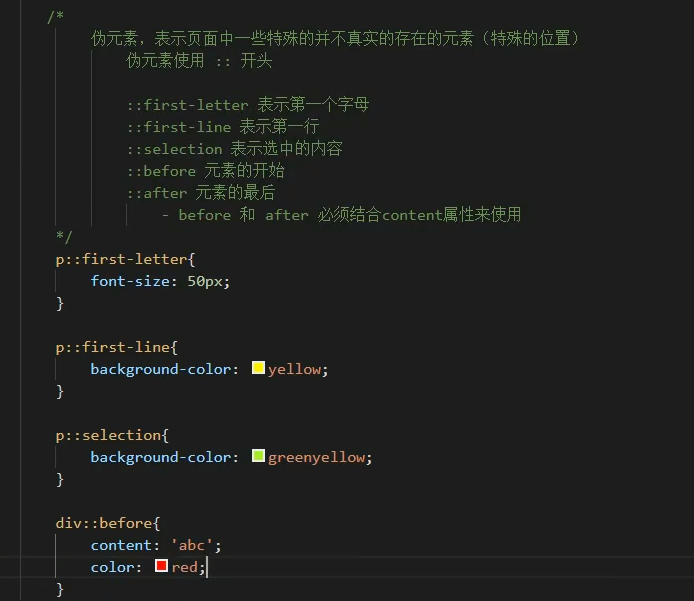 /*
伪元素，表示页面中一些特殊的并不真实的存在的元素（特殊的位置）
伪元素使用 :: 开头
::first-letter 表示第一个字母
::first-line 表示第一行
::selection 表示选中的内容
::before 元素的开始
::after 元素的最后
- before 和 after 必须结合content属性来使用
*/
p::first-letter{
font-size: 50px;
}
p::first-line{
background-color: yellow;
}
p::selection{
background-color: greenyellow;
}
div::before{
content: 'abc';
color: red;
}